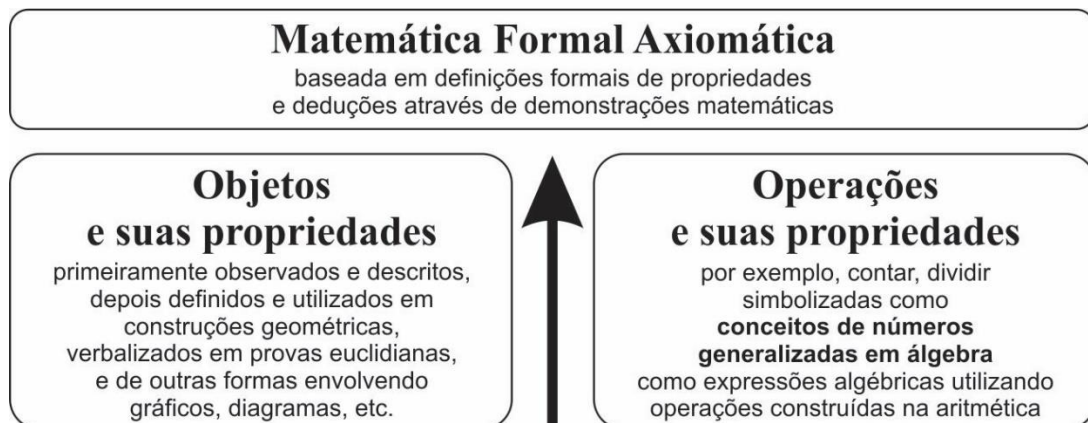 Matemática Formal Axiomática
baseada em definições formais de propriedades
e deduções através de demonstrações matemáticas
Objetos
e suas propriedades
primeiramente observados e descritos,
depois definidos e utilizados em
construções geométricas,
verbalizados em provas euclidianas,
e de outras formas envolvendo
gráficos, diagramas, etc.
Operações
e suas propriedades
por exemplo, contar, dividir
simbolizadas como
conceitos de números
generalizadas em álgebra
como expressões algébricas utilizando
operações construídas na aritmética